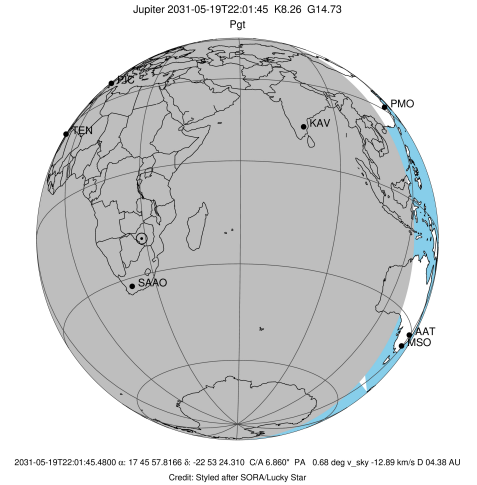 Jupiter 2031-05-19T22:01:45  K8.26  G14.73
Pgt
PIC
PMO
TEN
KAV
SAAO
AAT
MSO
2031-05-19T22:01:45.4800 α: 17 45 57.8166 δ: -22 53 24.310  C/A 6.860"  PA   0.68 deg v_sky -12.89 km/s D 04.38 AU
Credit: Styled after SORA/Lucky Star